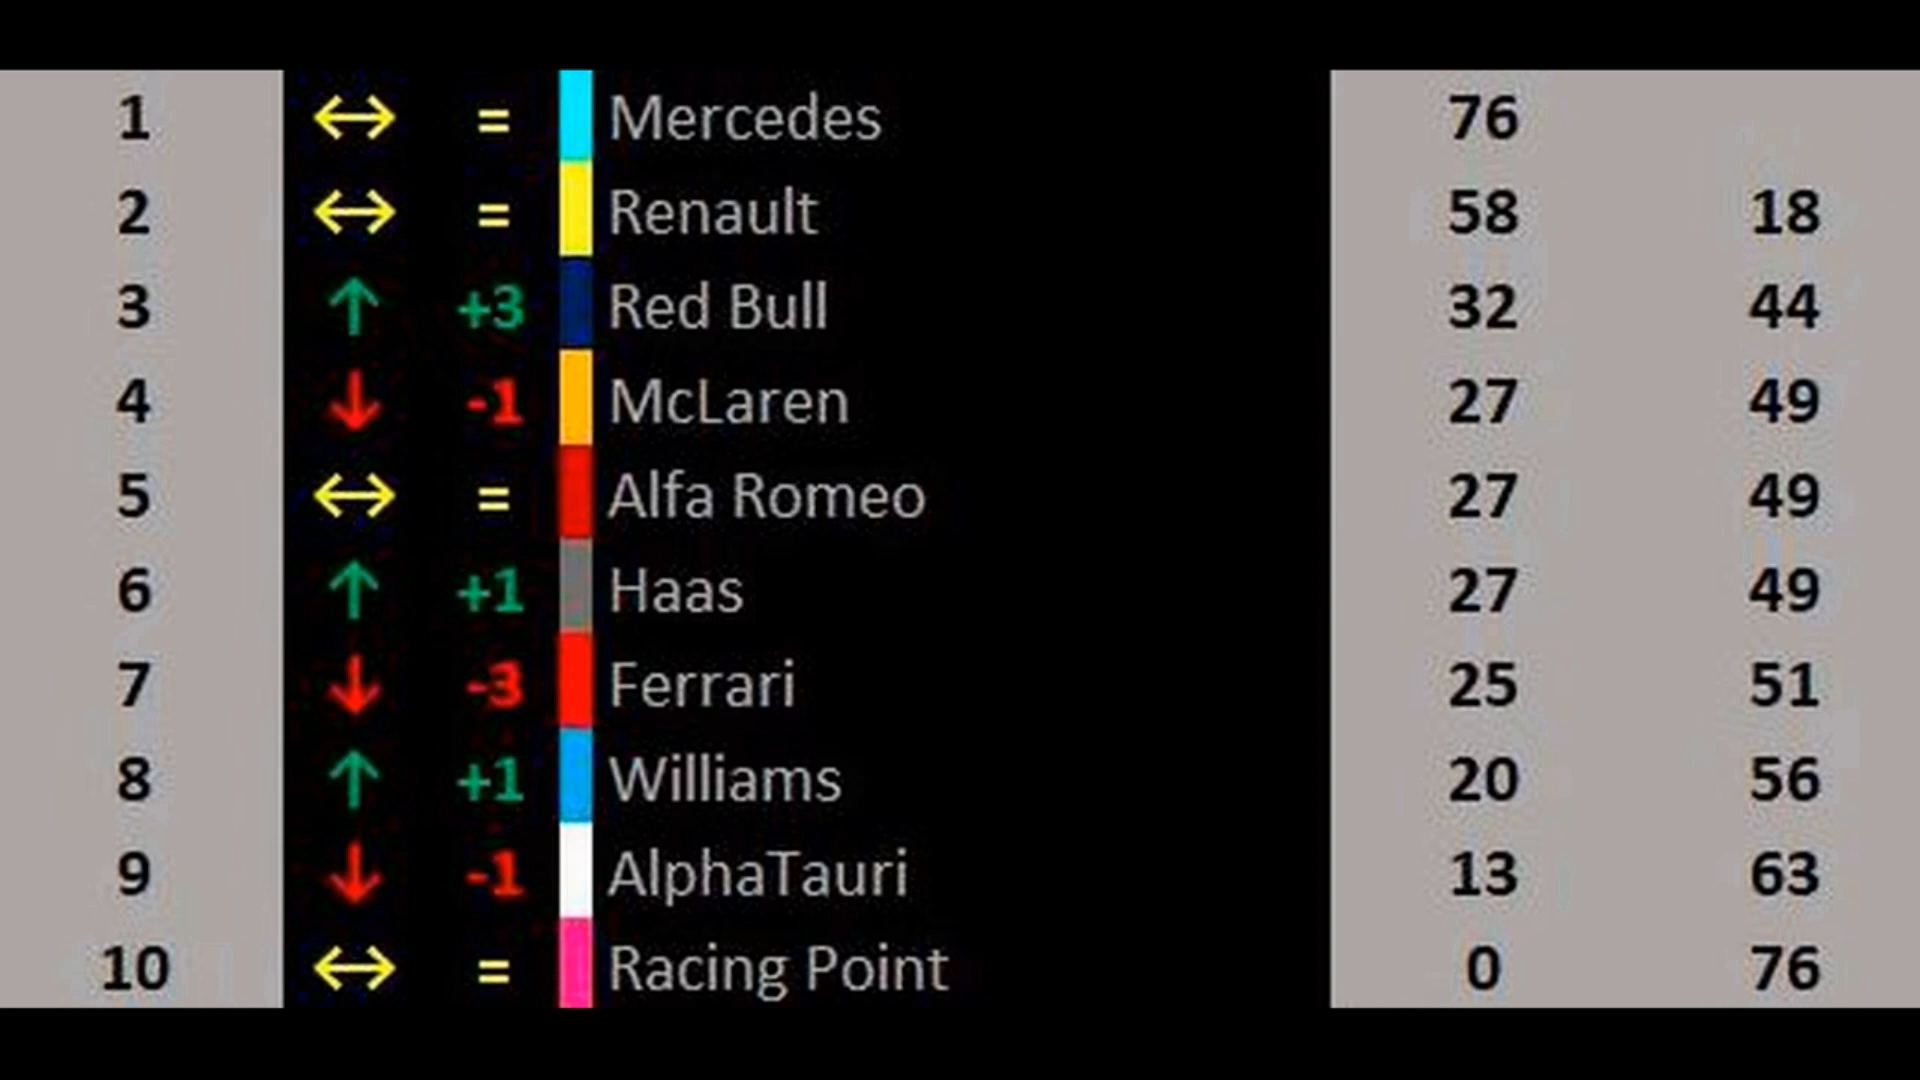 1 ↔ = Mercedes 76
2 ↔ = Renault 58 18
3 ↑ +3 Red Bull 32 44
4 ↓ -1 McLaren 27 49
5 ↔ = Alfa Romeo 27 49
6 ↑ +1 Haas 27 49
7 ↓ -3 Ferrari 25 51
8 ↑ +1 Williams 20 56
9 ↓ -1 AlphaTauri 13 63
10 ↔ = Racing Point 0 76